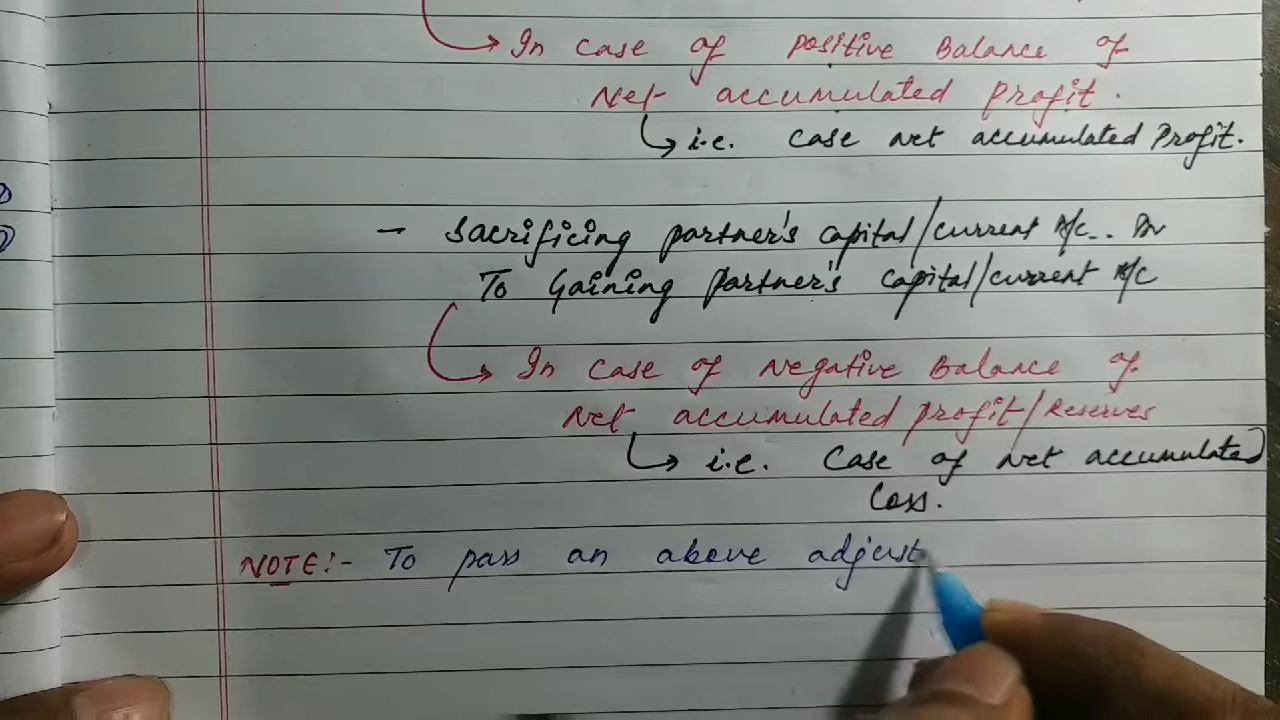 → In case of positive Balance of
Net accumulated profit.
↳ i.e. case net accumulated Profit.
- Sacrificing partner's capital/current A/c.. Dr
To Gaining Partner's capital/current A/C
→ In case of Negative Balance of
Net accumulated profit/Reserves
↳ i.e. Case of net accumulated
Loss.
NOTE:- To pass an above adjust